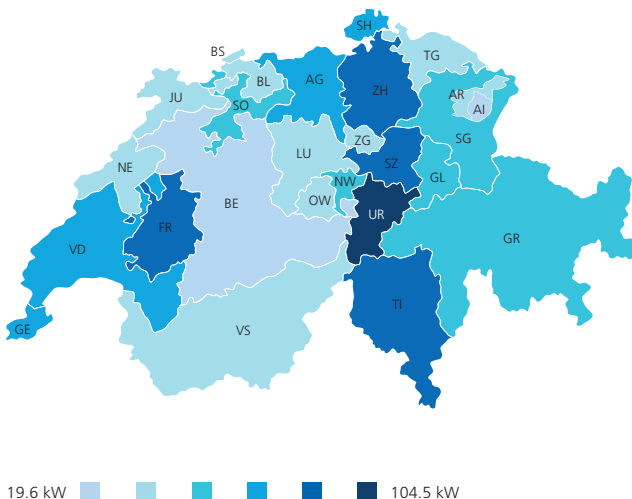 SH
BS
TG
BL
AG
ZH
JU
SO
AR
AI
ZG
SG
LU
SZ
NE
NW
GL
OW
BE
UR
FR
GR
VD
TI
GE
VS
19.6 kW 104.5 kW